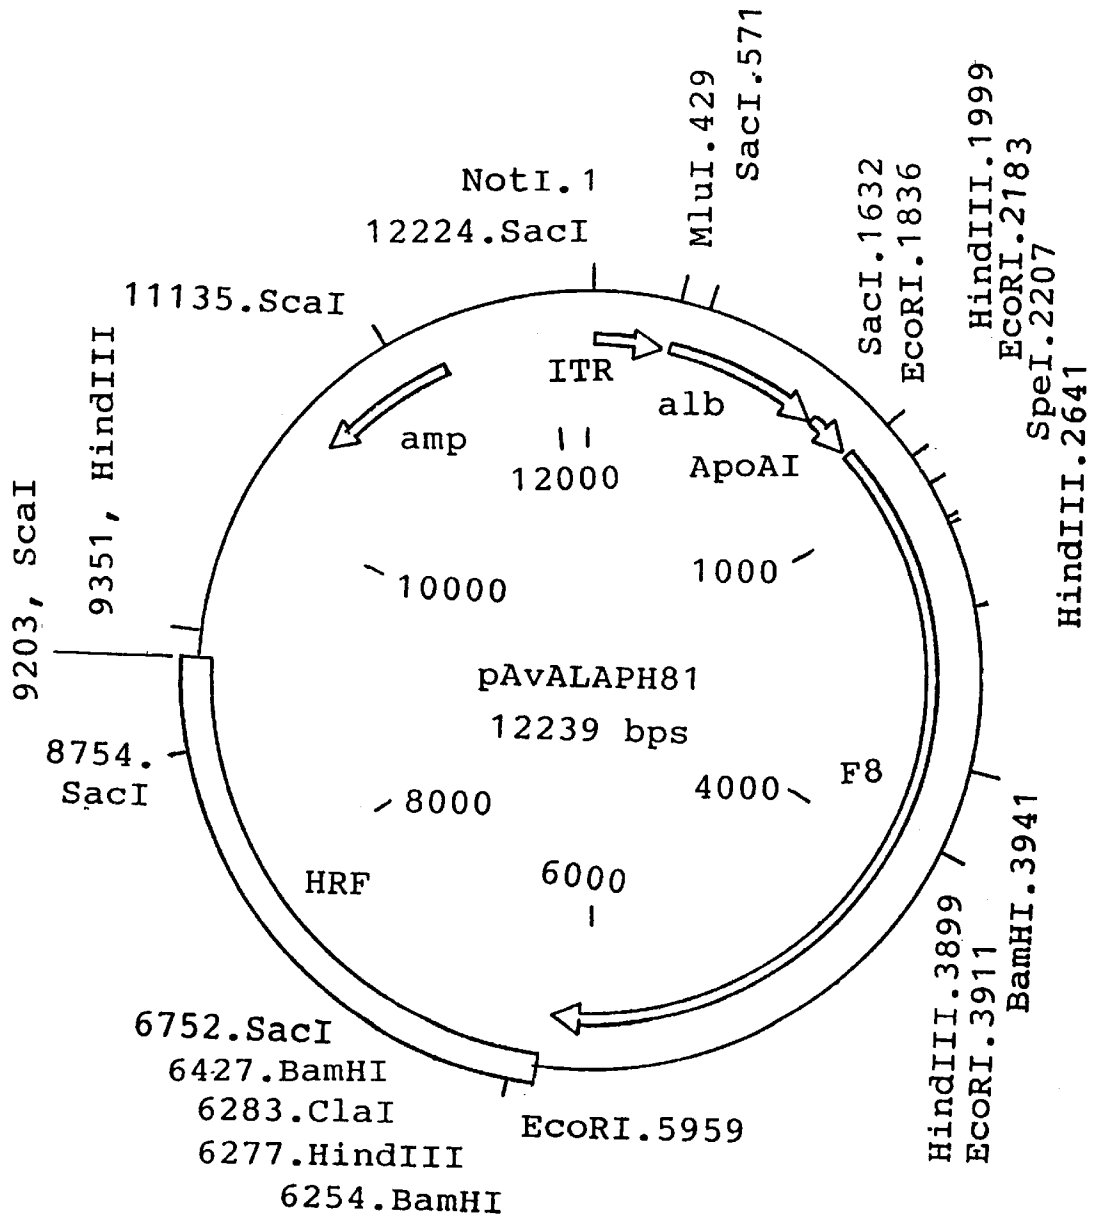 NotI.1
12224.SacI
MluI.429
SacI.571
SacI.1632
EcoRI.1836
HindIII.1999
EcoRI.2183
SpeI.2207
HindIII.2641
11135.ScaI
9351, HindIII
9203, ScaI
8754.
SacI
ITR
alb
ApoAI
amp
12000
1000
10000
pAvALAPH81
12239 bps
F8
4000
8000
6000
HRF
BamHI.3941
HindIII.3899
EcoRI.3911
6752.SacI
6427.BamHI
6283.ClaI
6277.HindIII
6254.BamHI
EcoRI.5959